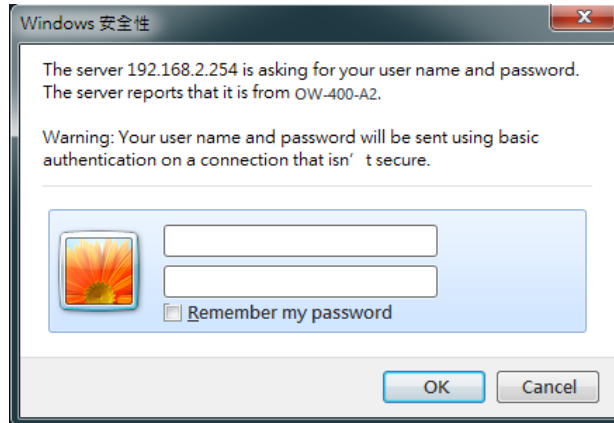 Windows 安全性
The server 192.168.2.254 is asking for your user name and password.
The server reports that it is from OW-400-A2.
Warning: Your user name and password will be sent using basic
authentication on a connection that isn’t secure.
Remember my password
OK
Cancel